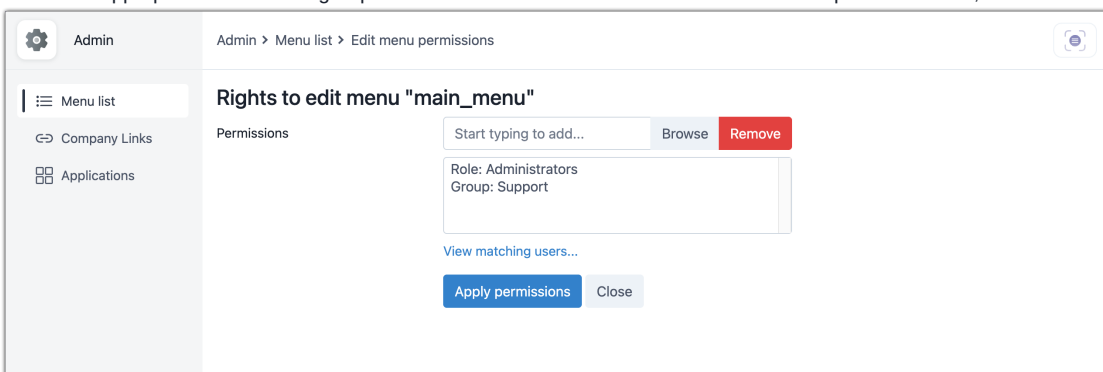 Admin
Admin > Menu list > Edit menu permissions
Menu list
Company Links
Applications
Rights to edit menu "main_menu"
Permissions
Start typing to add...
Browse
Remove
Role: Administrators
Group: Support
View matching users...
Apply permissions
Close